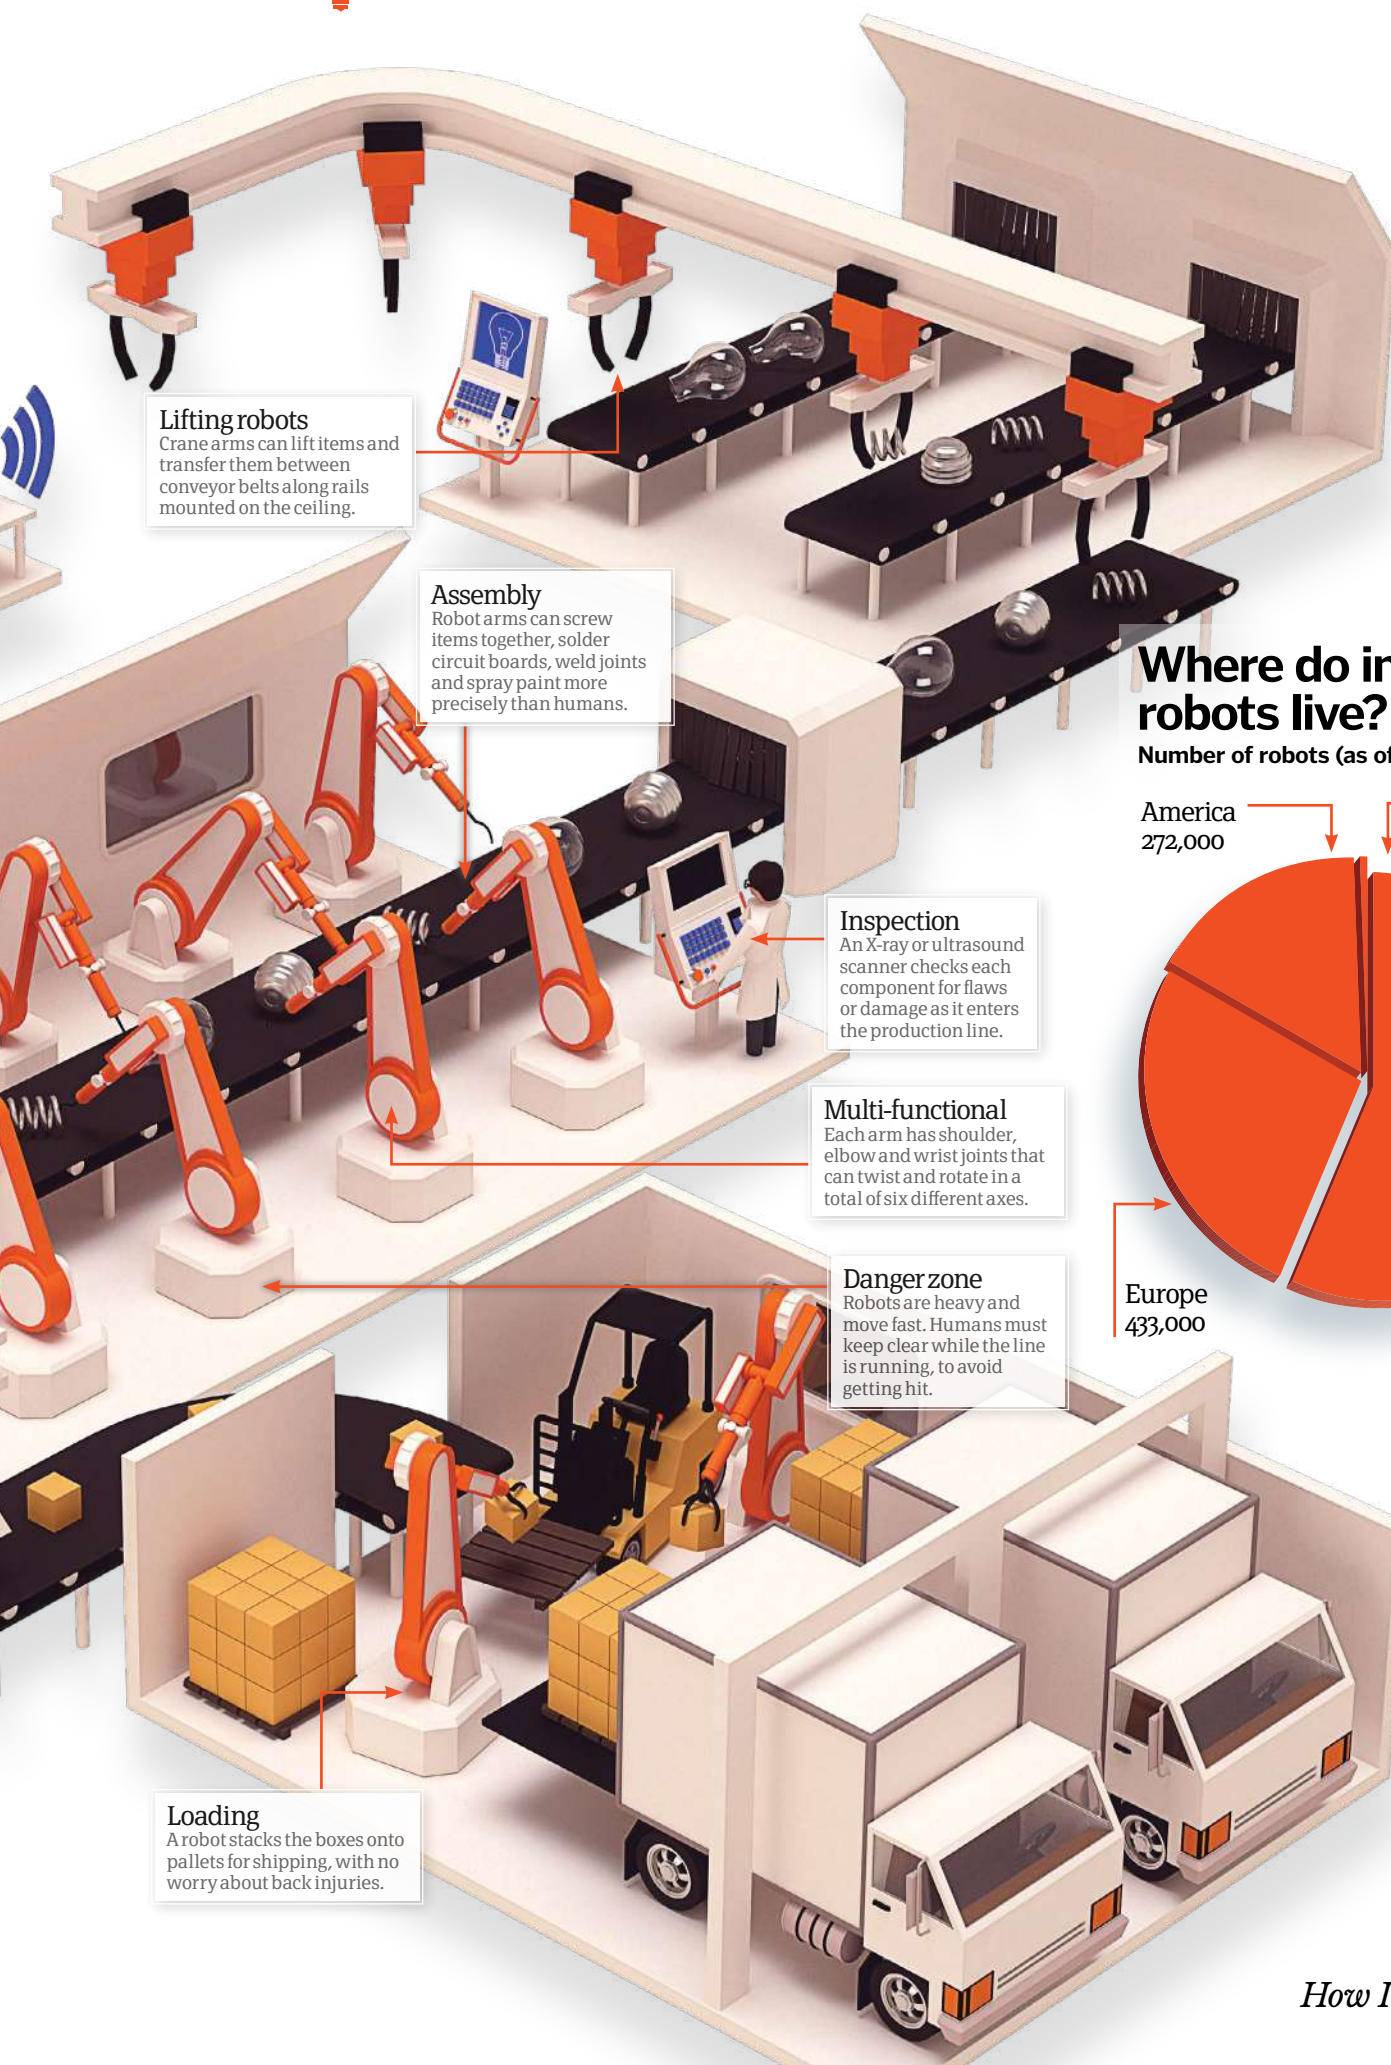 Lifting robots
Crane arms can lift items and
transfer them between
conveyor belts along rails
mounted on the ceiling.
Assembly
Robot arms can screw
items together, solder
circuit boards, weld joints
and spray paint more
precisely than humans.
Where do in
robots live?
Number of robots (as of
America
272,000
Inspection
An X-ray or ultrasound
scanner checks each
component for flaws
or damage as it enters
the production line.
Multi-functional
Each arm has shoulder,
elbow and wrist joints that
can twist and rotate in a
total of six different axes.
Danger zone
Robots are heavy and
move fast. Humans must
keep clear while the line
is running, to avoid
getting hit.
Europe
433,000
Loading
A robot stacks the boxes onto
pallets for shipping, with no
worry about back injuries.
How I